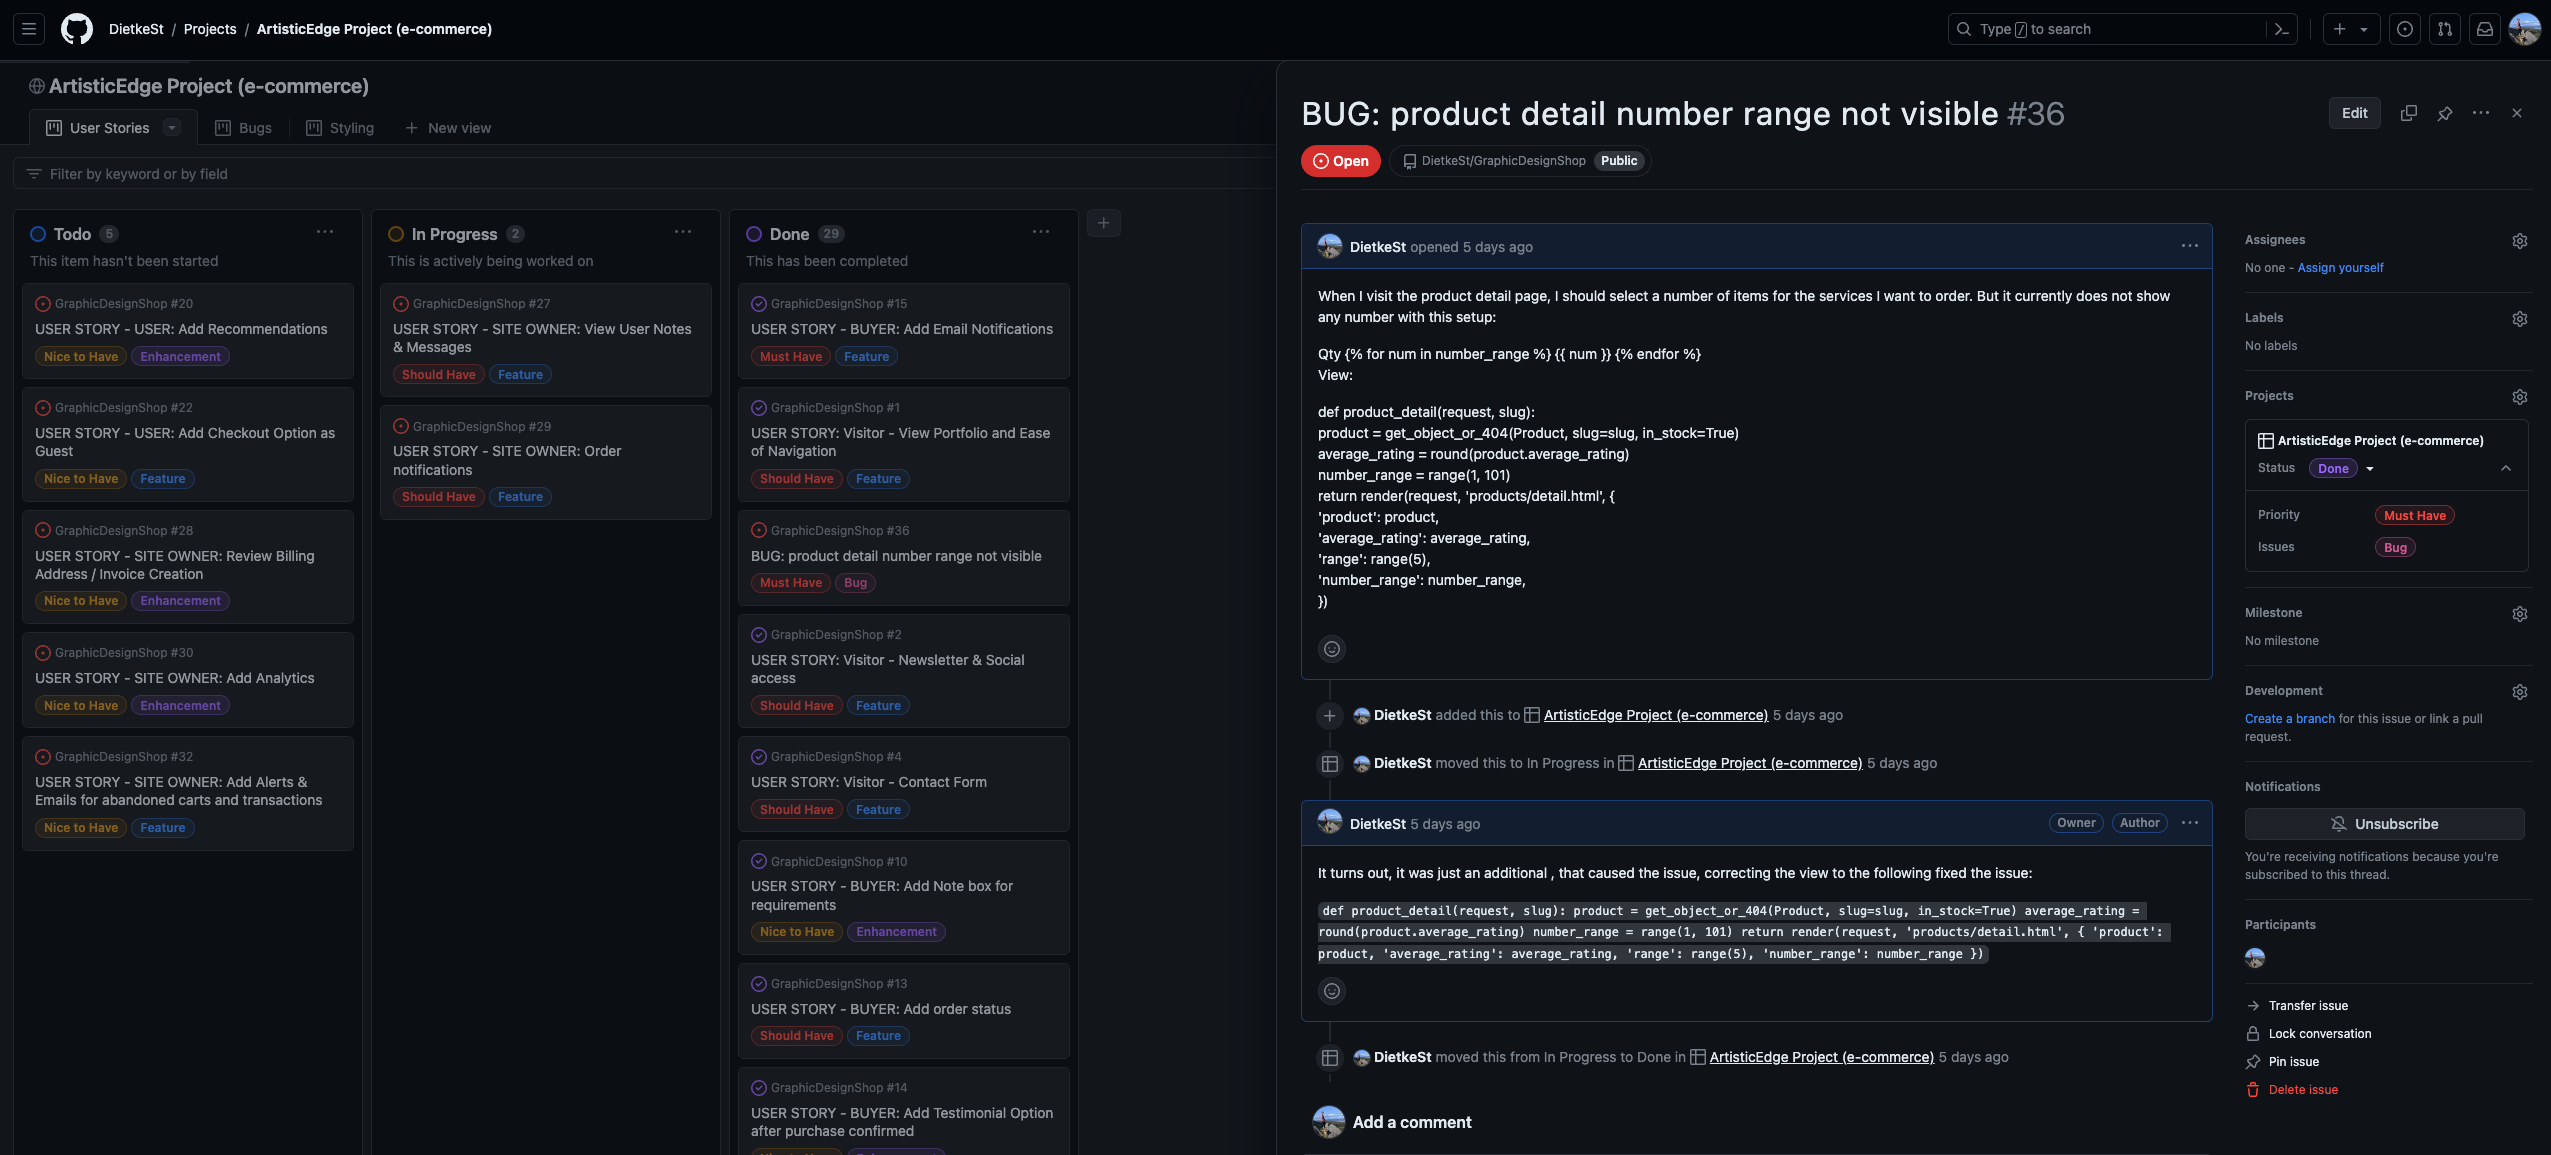 DietkeSt / Projects / ArtisticEdge Project (e-commerce)
Type / to search
ArtisticEdge Project (e-commerce)
User Stories
Bugs
Styling
New view
Filter by keyword or by field
Todo 5
This item hasn't been started
GraphicDesignShop #20
USER STORY - USER: Add Recommendations
Nice to Have Enhancement
GraphicDesignShop #22
USER STORY - USER: Add Checkout Option as
Guest
Nice to Have Feature
GraphicDesignShop #28
USER STORY - SITE OWNER: Review Billing
Address / Invoice Creation
Nice to Have Enhancement
GraphicDesignShop #30
USER STORY - SITE OWNER: Add Analytics
Nice to Have Enhancement
GraphicDesignShop #32
USER STORY - SITE OWNER: Add Alerts &
Emails for abandoned carts and transactions
Nice to Have Feature
In Progress 2
This is actively being worked on
GraphicDesignShop #27
USER STORY - SITE OWNER: View User Notes
& Messages
Should Have Feature
GraphicDesignShop #29
USER STORY - SITE OWNER: Order
notifications
Should Have Feature
Done 29
This has been completed
GraphicDesignShop #15
USER STORY - BUYER: Add Email Notifications
Must Have Feature
GraphicDesignShop #1
USER STORY: Visitor - View Portfolio and Ease
of Navigation
Should Have Feature
GraphicDesignShop #36
BUG: product detail number range not visible
Must Have Bug
GraphicDesignShop #2
USER STORY: Visitor - Newsletter & Social
access
Should Have Feature
GraphicDesignShop #4
USER STORY: Visitor - Contact Form
Should Have Feature
GraphicDesignShop #10
USER STORY - BUYER: Add Note box for
requirements
Nice to Have Enhancement
GraphicDesignShop #13
USER STORY - BUYER: Add order status
Should Have Feature
GraphicDesignShop #14
USER STORY - BUYER: Add Testimonial Option
after purchase confirmed
BUG: product detail number range not visible #36
Edit
Open
DietkeSt/GraphicDesignShop Public
DietkeSt opened 5 days ago
When I visit the product detail page, I should select a number of items for the services I want to order. But it currently does not show
any number with this setup:
Qty {% for num in number_range %} {{ num }} {% endfor %}
View:
def product_detail(request, slug):
product = get_object_or_404(Product, slug=slug, in_stock=True)
average_rating = round(product.average_rating)
number_range = range(1, 101)
return render(request, 'products/detail.html', {
'product': product,
'average_rating': average_rating,
'range': range(5),
'number_range': number_range,
})
DietkeSt added this to ArtisticEdge Project (e-commerce) 5 days ago
DietkeSt moved this to In Progress in ArtisticEdge Project (e-commerce) 5 days ago
DietkeSt 5 days ago
Owner Author
It turns out, it was just an additional , that caused the issue, correcting the view to the following fixed the issue:
def product_detail(request, slug): product = get_object_or_404(Product, slug=slug, in_stock=True) average_rating =
round(product.average_rating) number_range = range(1, 101) return render(request, 'products/detail.html', { 'product':
product, 'average_rating': average_rating, 'range': range(5), 'number_range': number_range })
DietkeSt moved this from In Progress to Done in ArtisticEdge Project (e-commerce) 5 days ago
Add a comment
Assignees
No one - Assign yourself
Labels
No labels
Projects
ArtisticEdge Project (e-commerce)
Status Done
Priority Must Have
Issues Bug
Milestone
No milestone
Development
Create a branch for this issue or link a pull
request.
Notifications
Unsubscribe
You're receiving notifications because you're
subscribed to this thread.
Participants
Transfer issue
Lock conversation
Pin issue
Delete issue